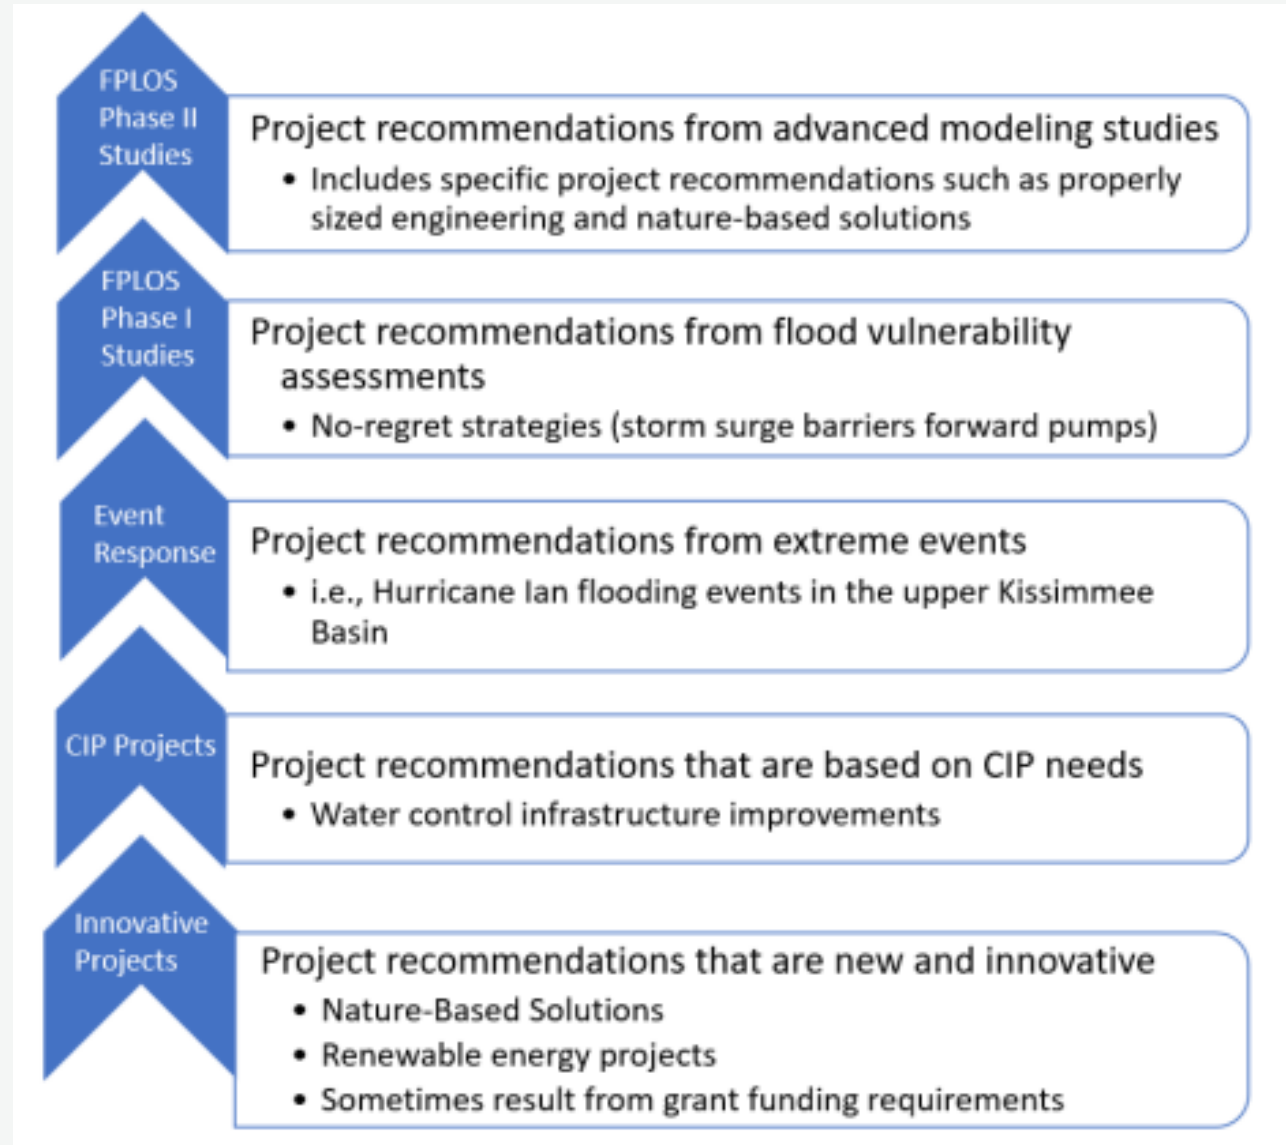 FPLOS
Phase II
Studies
Project recommendations from advanced modeling studies
• Includes specific project recommendations such as properly
sized engineering and nature-based solutions
FPLOS
Phase I
Studies
Project recommendations from flood vulnerability
assessments
• No-regret strategies (storm surge barriers forward pumps)
Event
Response
Project recommendations from extreme events
• i.e., Hurricane Ian flooding events in the upper Kissimmee
Basin
CIP Projects
Project recommendations that are based on CIP needs
• Water control infrastructure improvements
Innovative
Projects
Project recommendations that are new and innovative
• Nature-Based Solutions
• Renewable energy projects
• Sometimes result from grant funding requirements